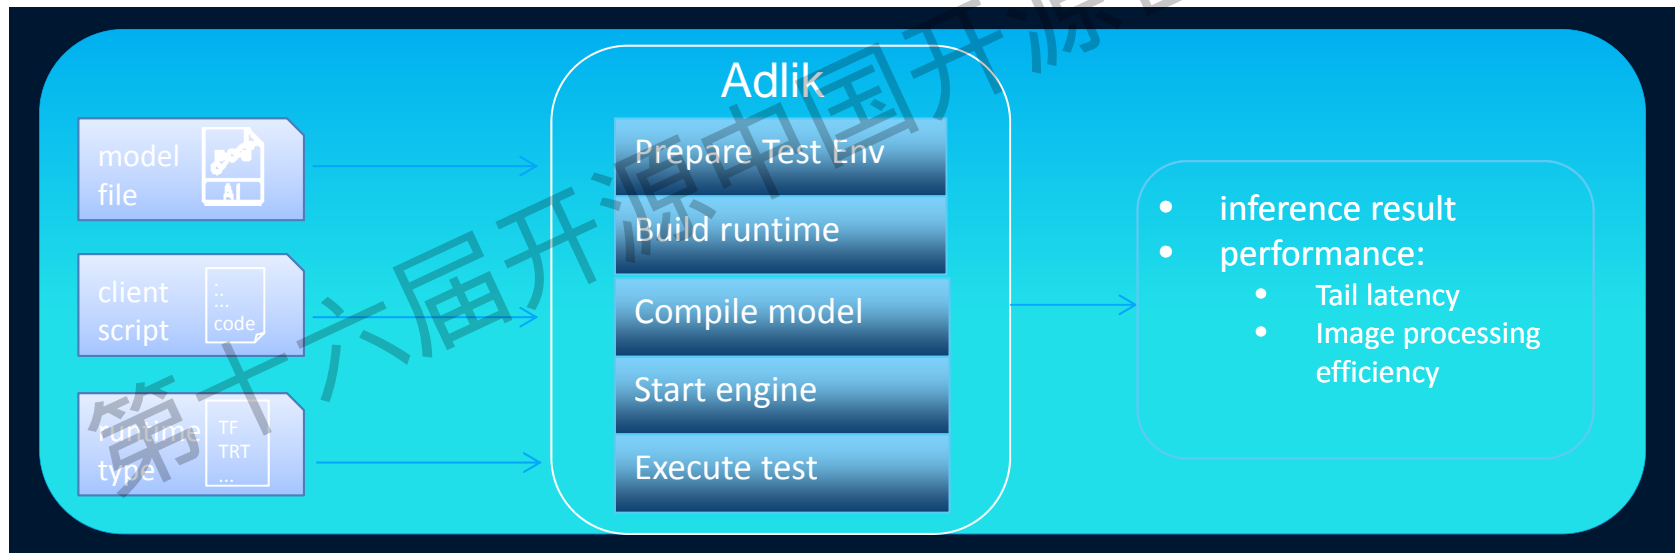 Adlik
model
file
AI
client
script
:
..
...
code
runtime
type
TF
TRT
...
Prepare Test Env
Build runtime
Compile model
Start engine
Execute test
• inference result
• performance:
• Tail latency
• Image processing
efficiency
第十六届开源中国开源